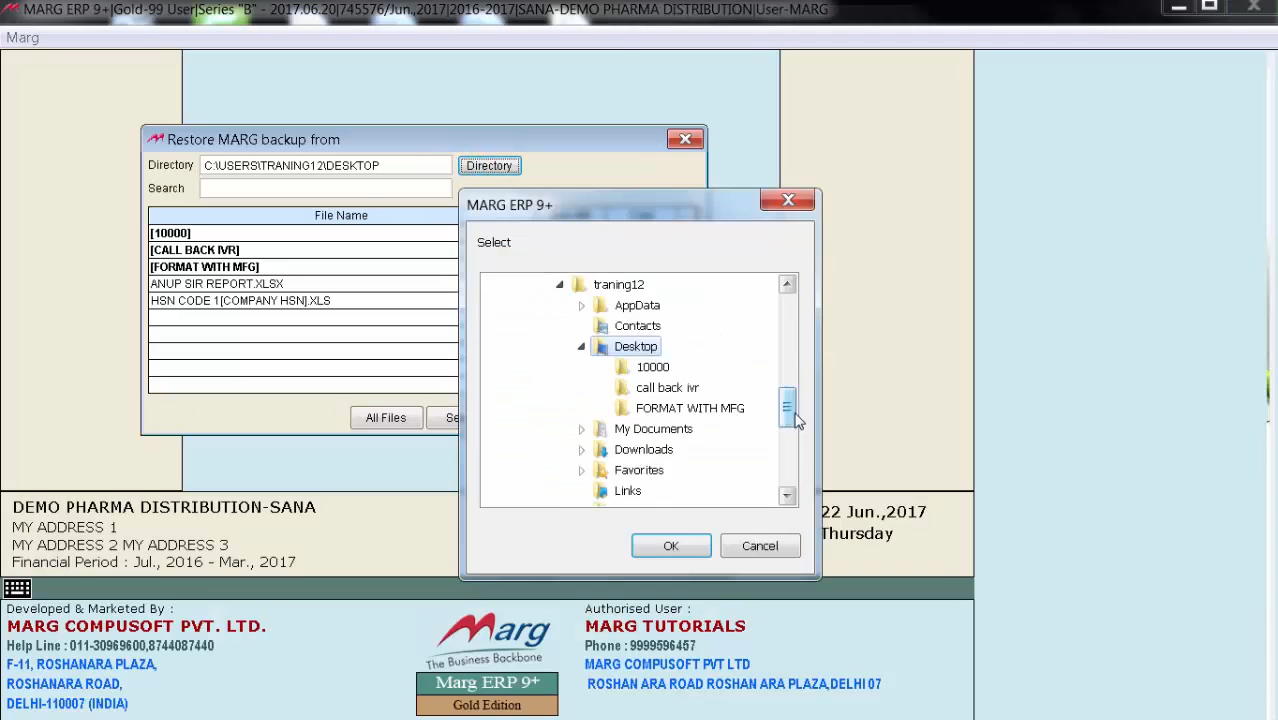 MARG ERP 9+|Gold-99 User|Series "B" - 2017.06.20|745576/Jun.,2017|2016-2017|SANA-DEMO PHARMA DISTRIBUTION|User-MARG
Marg
Restore MARG backup from
Directory C:\USERS\TRANING12\DESKTOP Directory
Search
File Name
[10000]
[CALL BACK IVR]
[FORMAT WITH MFG]
ANUP SIR REPORT.XLSX
HSN CODE 1[COMPANY HSN].XLS
All Files
MARG ERP 9+
Select
traning12
AppData
Contacts
Desktop
10000
call back ivr
FORMAT WITH MFG
My Documents
Downloads
Favorites
Links
OK Cancel
DEMO PHARMA DISTRIBUTION-SANA
MY ADDRESS 1
MY ADDRESS 2 MY ADDRESS 3
Financial Period : Jul., 2016 - Mar., 2017
22 Jun.,2017
Thursday
Developed & Marketed By :
MARG COMPUSOFT PVT. LTD.
Help Line : 011-30969600,8744087440
F-11, ROSHANARA PLAZA,
ROSHANARA ROAD,
DELHI-110007 (INDIA)
Marg
The Business Backbone
Marg ERP 9+
Gold Edition
Authorised User :
MARG TUTORIALS
Phone : 9999596457
MARG COMPUSOFT PVT LTD
ROSHAN ARA ROAD ROSHAN ARA PLAZA,DELHI 07